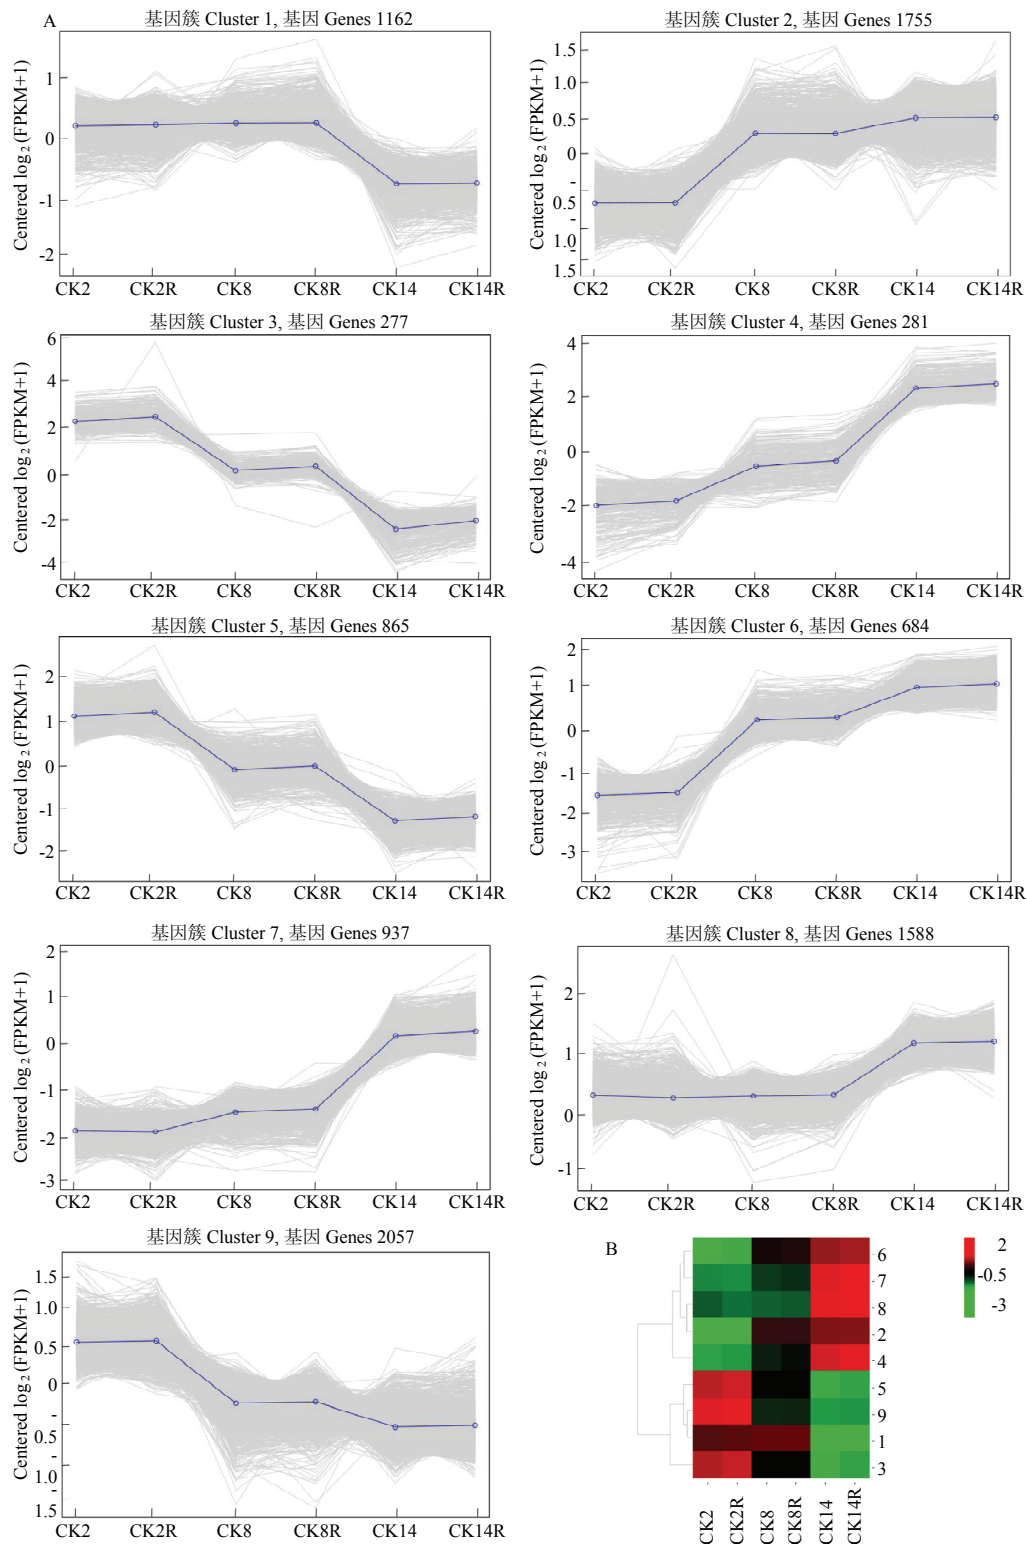 A
基因簇 Cluster 1, 基因 Genes 1162
Centered log2 (FPKM+1)
1
0
-1
-2
CK2 CK2R CK8 CK8R CK14 CK14R
基因簇 Cluster 2, 基因 Genes 1755
Centered log2 (FPKM+1)
1.5
1.0
0.5
0
-
0.5
-
1.0
-
1.5
CK2 CK2R CK8 CK8R CK14 CK14R
基因簇 Cluster 3, 基因 Genes 277
Centered log2 (FPKM+1)
6
4
2
0
-2
-4
CK2 CK2R CK8 CK8R CK14 CK14R
基因簇 Cluster 4, 基因 Genes 281
Centered log2 (FPKM+1)
4
2
0
-2
-4
CK2 CK2R CK8 CK8R CK14 CK14R
基因簇 Cluster 5, 基因 Genes 865
Centered log2 (FPKM+1)
2
1
0
-1
-2
CK2 CK2R CK8 CK8R CK14 CK14R
基因簇 Cluster 6, 基因 Genes 684
Centered log2 (FPKM+1)
2
1
0
-1
-2
-3
CK2 CK2R CK8 CK8R CK14 CK14R
基因簇 Cluster 7, 基因 Genes 937
Centered log2 (FPKM+1)
2
1
0
-1
-2
-3
CK2 CK2R CK8 CK8R CK14 CK14R
基因簇 Cluster 8, 基因 Genes 1588
Centered log2 (FPKM+1)
2
1
0
-1
CK2 CK2R CK8 CK8R CK14 CK14R
基因簇 Cluster 9, 基因 Genes 2057
Centered log2 (FPKM+1)
1.5
1.0
0.5
0
-
0.5
-
1.0
-
1.5
CK2 CK2R CK8 CK8R CK14 CK14R
B
6
7
8
2
4
5
9
1
3
CK2 CK2R CK8 CK8R CK14 CK14R
2
-0.5
-3